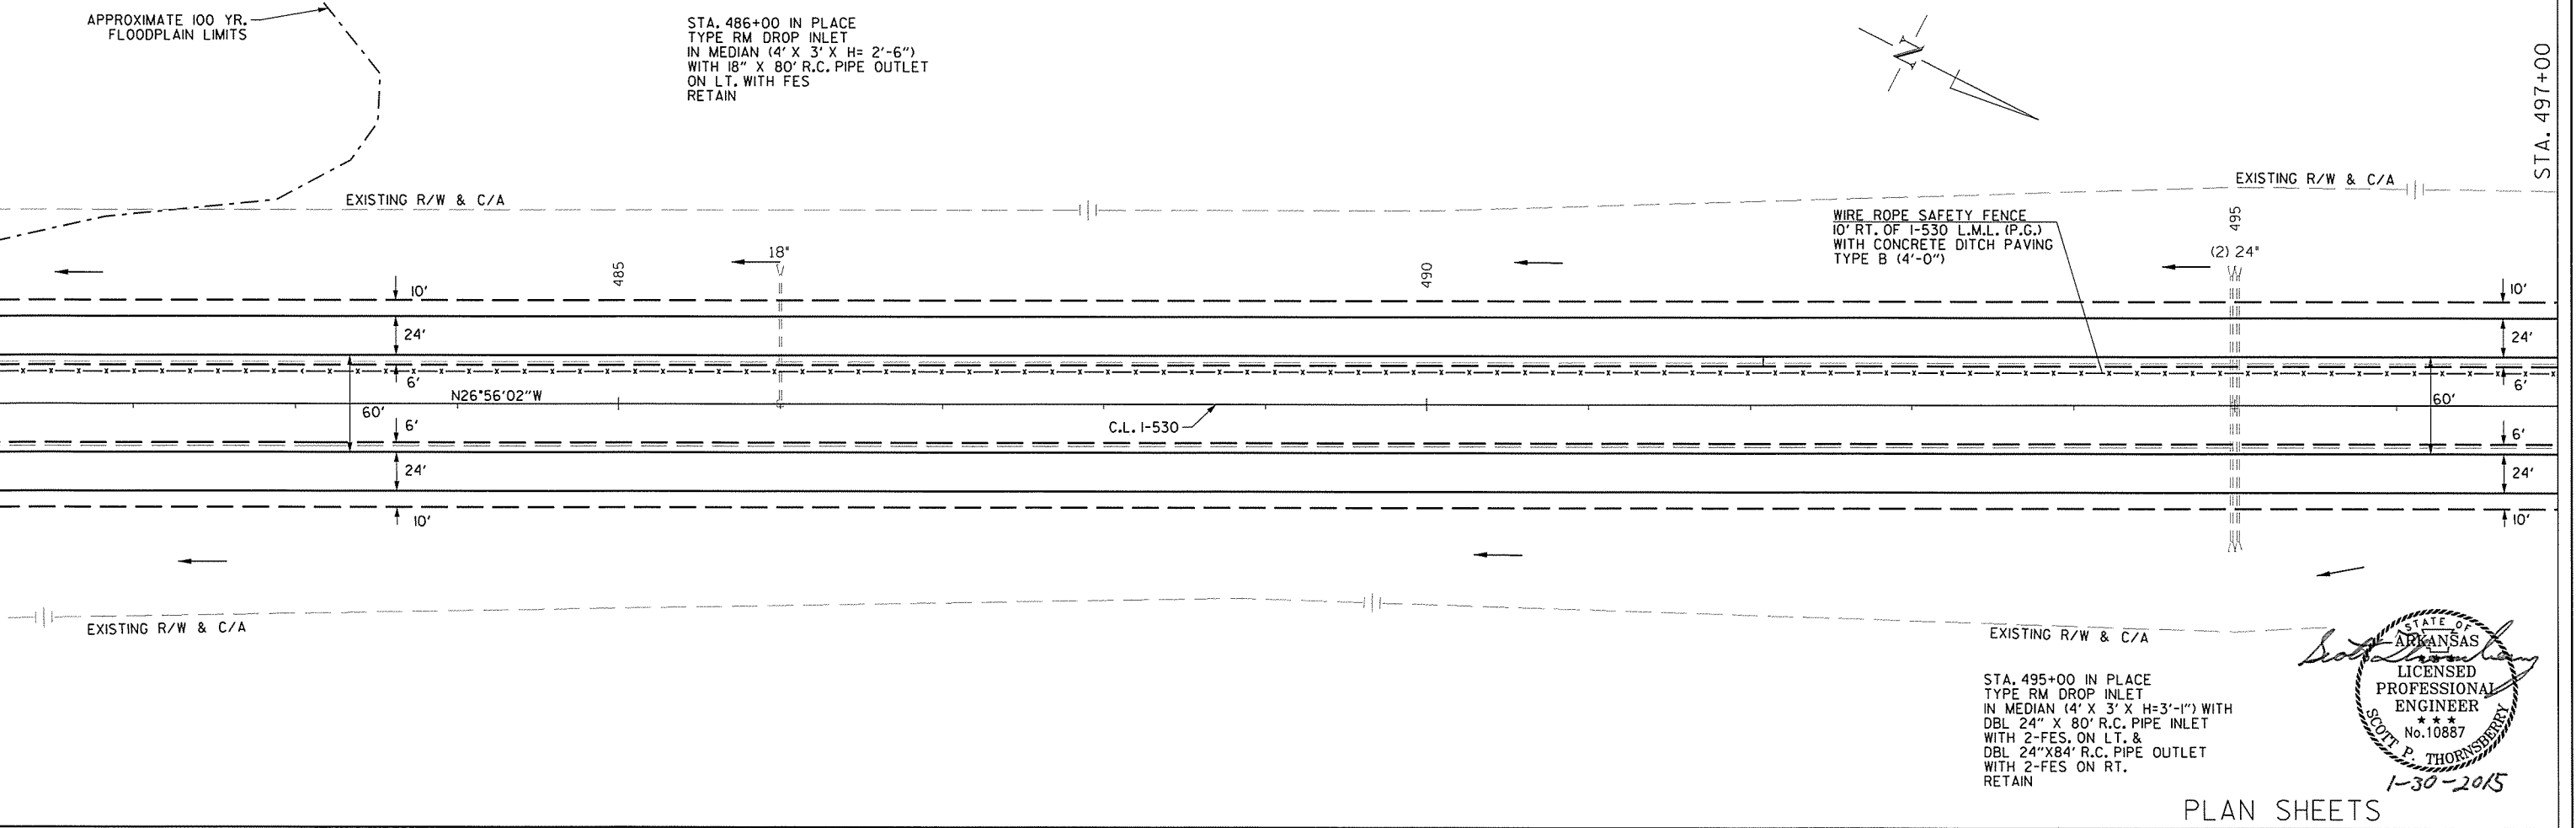 APPROXIMATE 100 YR.
FLOODPLAIN LIMITS
STA. 486+00 IN PLACE
TYPE RM DROP INLET
IN MEDIAN (4' X 3' X H= 2'-6")
WITH 18" X 80' R.C. PIPE OUTLET
ON LT. WITH FES
RETAIN
N
STA. 497+00
EXISTING R/W & C/A
EXISTING R/W & C/A
WIRE ROPE SAFETY FENCE
10' RT. OF I-530 L.M.L. (P.G.)
WITH CONCRETE DITCH PAVING
TYPE B (4'-0")
485
18"
490
495
(2) 24"
10'
24'
6'
N26°56'02"W
60'
6'
24'
10'
C.L. I-530
10'
24'
6'
60'
6'
24'
10'
EXISTING R/W & C/A
EXISTING R/W & C/A
STA. 495+00 IN PLACE
TYPE RM DROP INLET
IN MEDIAN (4' X 3' X H=3'-1") WITH
DBL 24" X 80' R.C. PIPE INLET
WITH 2-FES. ON LT. &
DBL 24"X84' R.C. PIPE OUTLET
WITH 2-FES ON RT.
RETAIN
STATE OF
ARKANSAS
LICENSED
PROFESSIONAL
ENGINEER
★ ★ ★
No.10887
SCOTT P. THORNSBERRY
1-30-2015
PLAN SHEETS